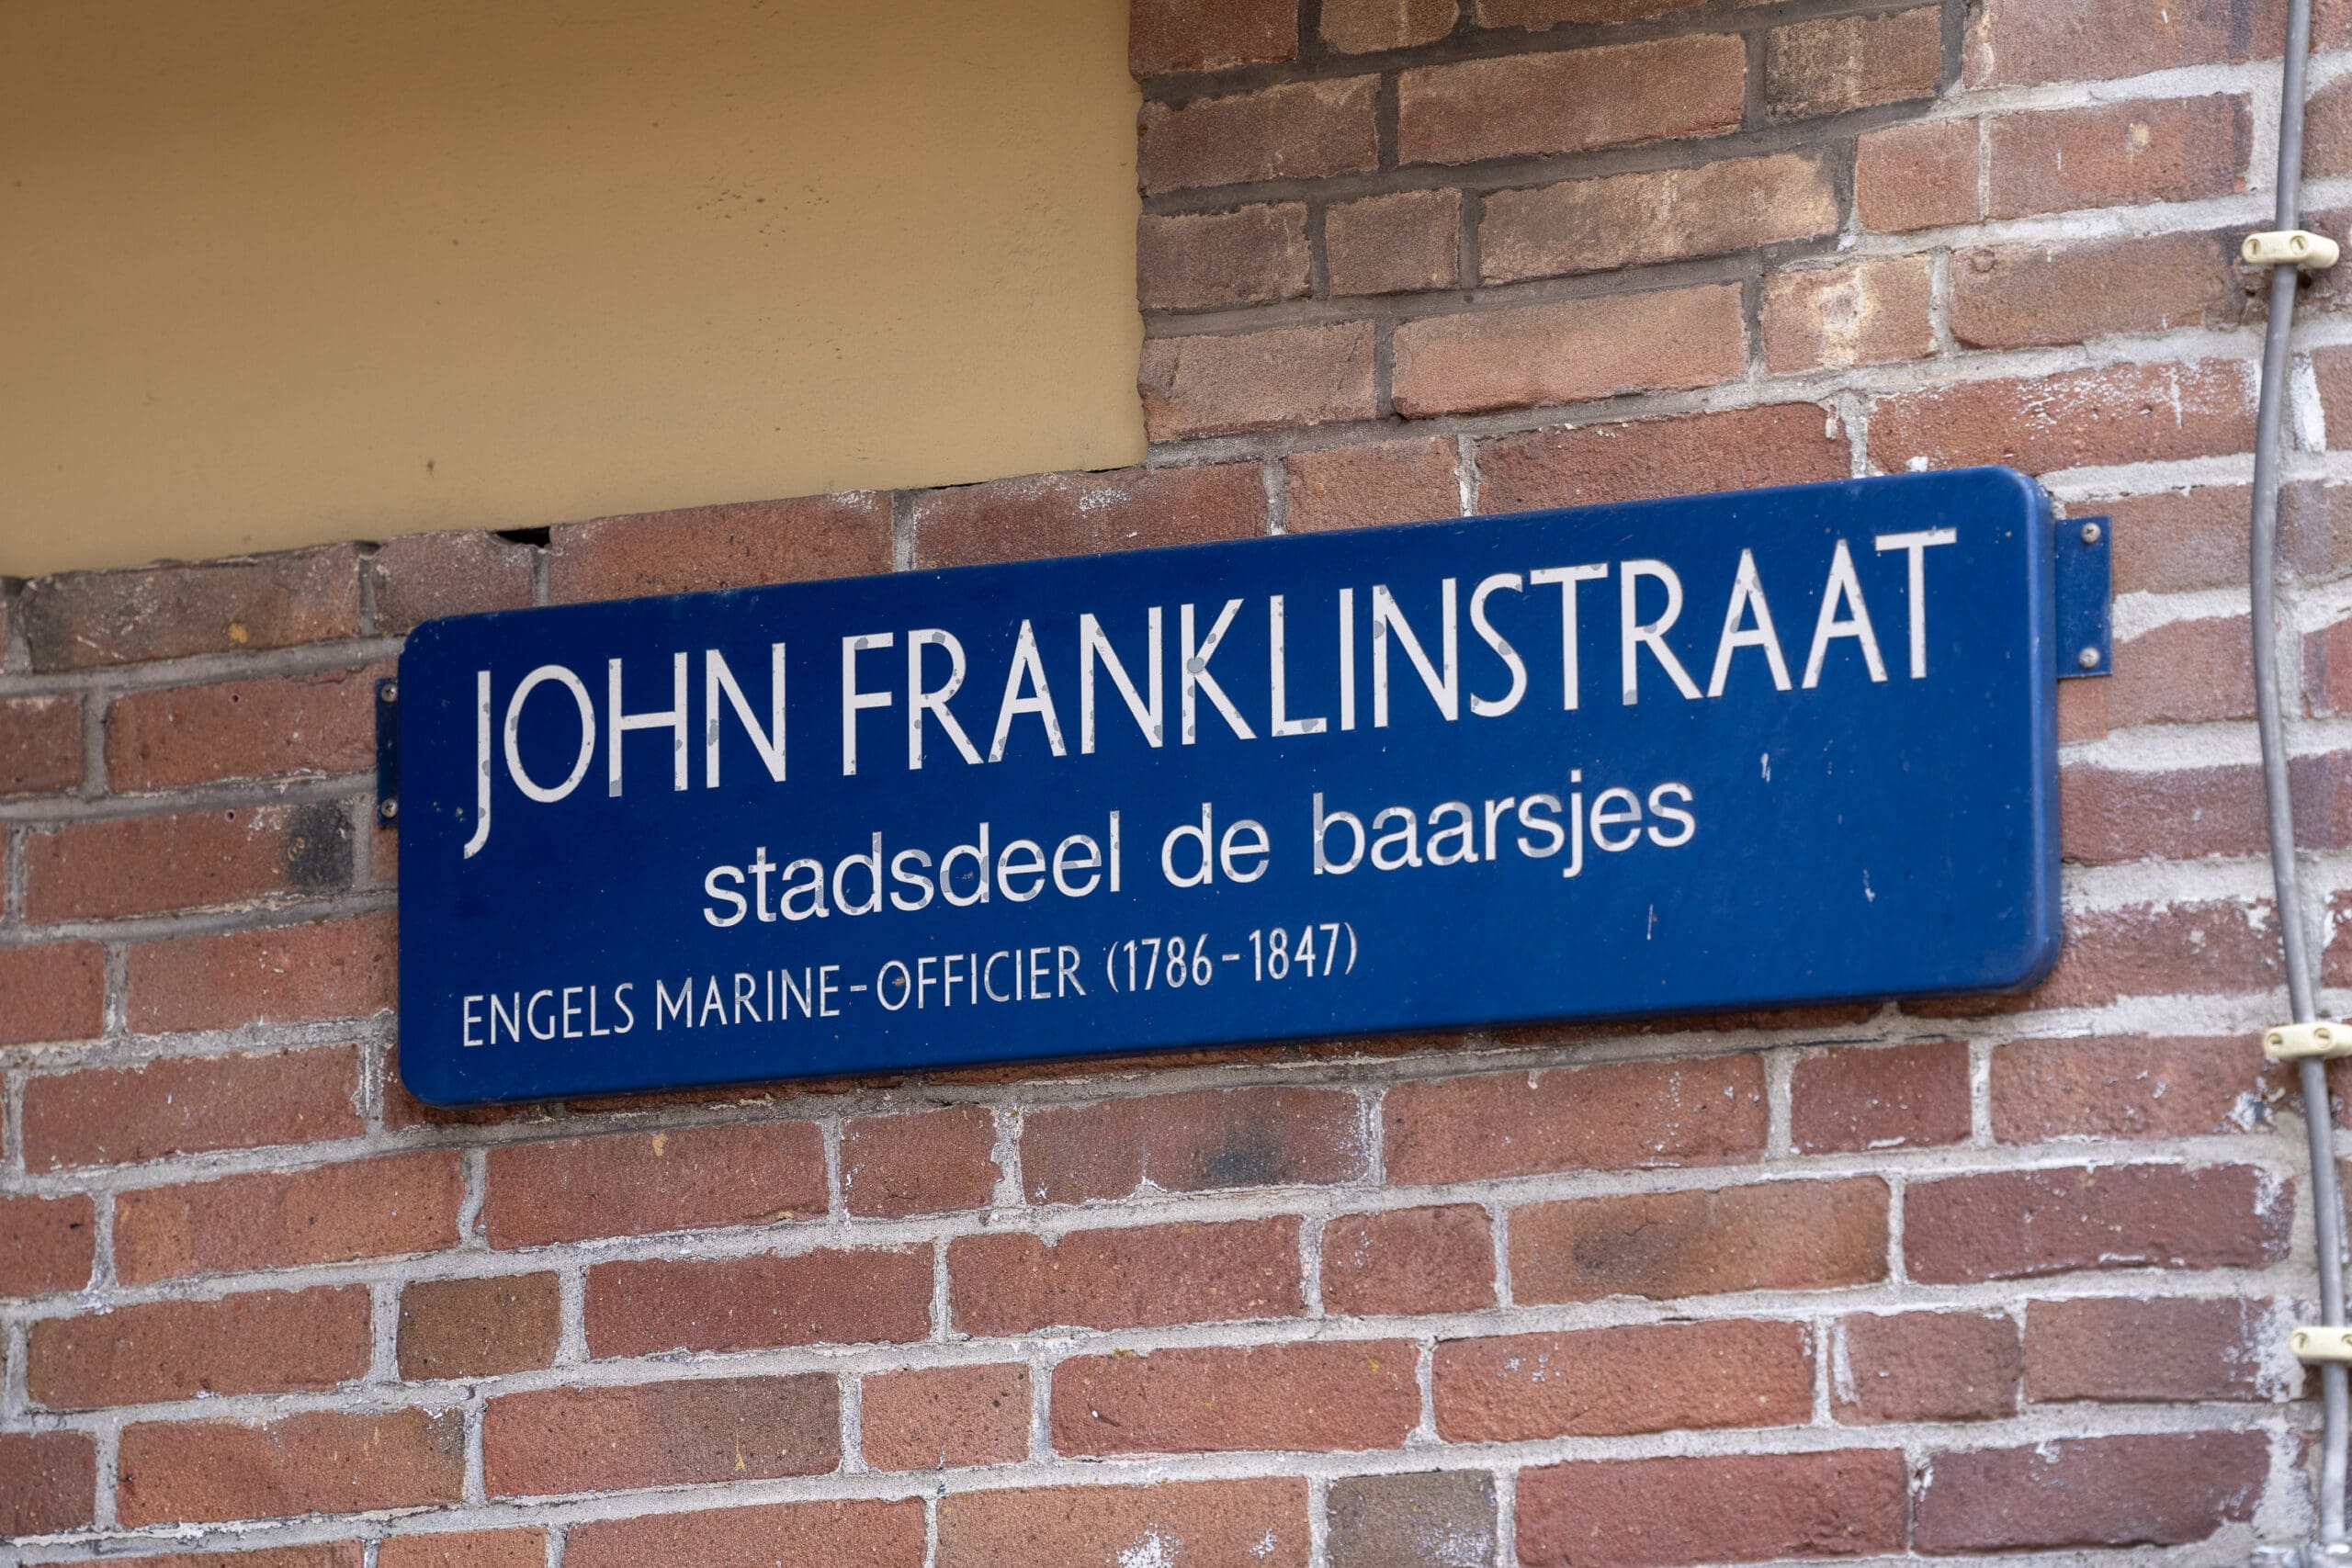 JOHN FRANKLINSTRAAT
stadsdeel de baarsjes
ENGELS MARINE-OFFICIER (1786-1847)